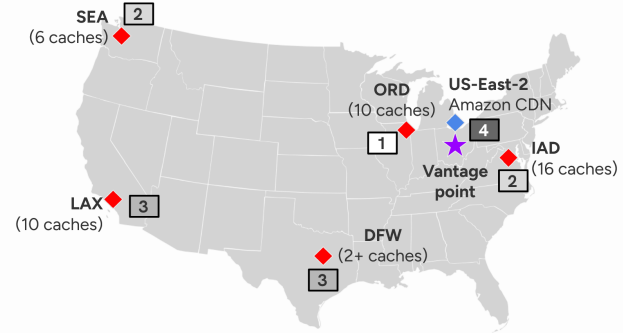 SEA
2
(6 caches)
ORD
(10 caches)
1
US-East-2
Amazon CDN
4
Vantage
point
IAD
(16 caches)
2
LAX
3
(10 caches)
DFW
(2+ caches)
3